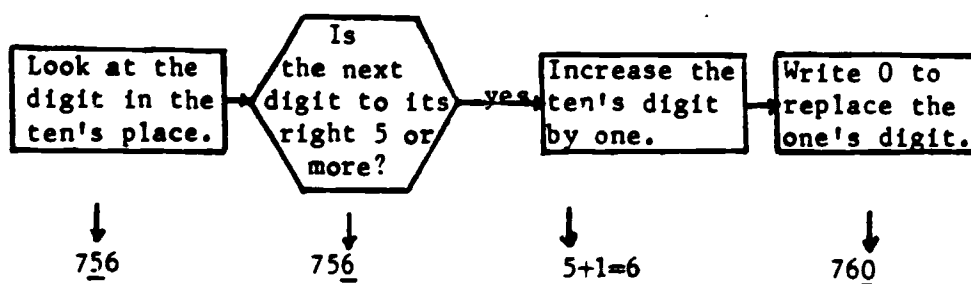 Look at the
digit in the
ten's place.
Is
the next
digit to its
right 5 or
more?
yes
Increase the
ten's digit
by one.
Write 0 to
replace the
one's digit.
756
756
5+1=6
760